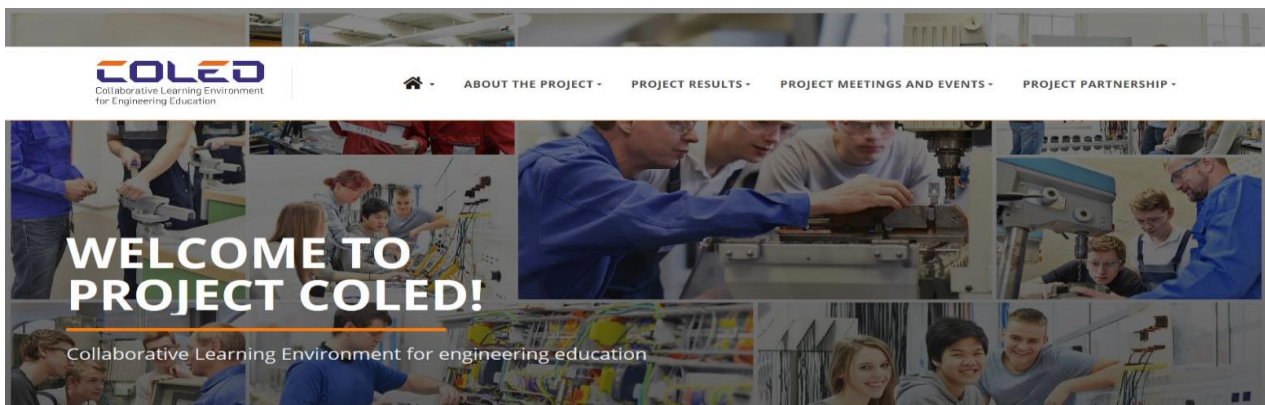 COLED
Collaborative Learning Environment
for Engineering Education
ABOUT THE PROJECT
PROJECT RESULTS
PROJECT MEETINGS AND EVENTS
PROJECT PARTNERSHIP
WELCOME TO
PROJECT COLED!
Collaborative Learning Environment for engineering education